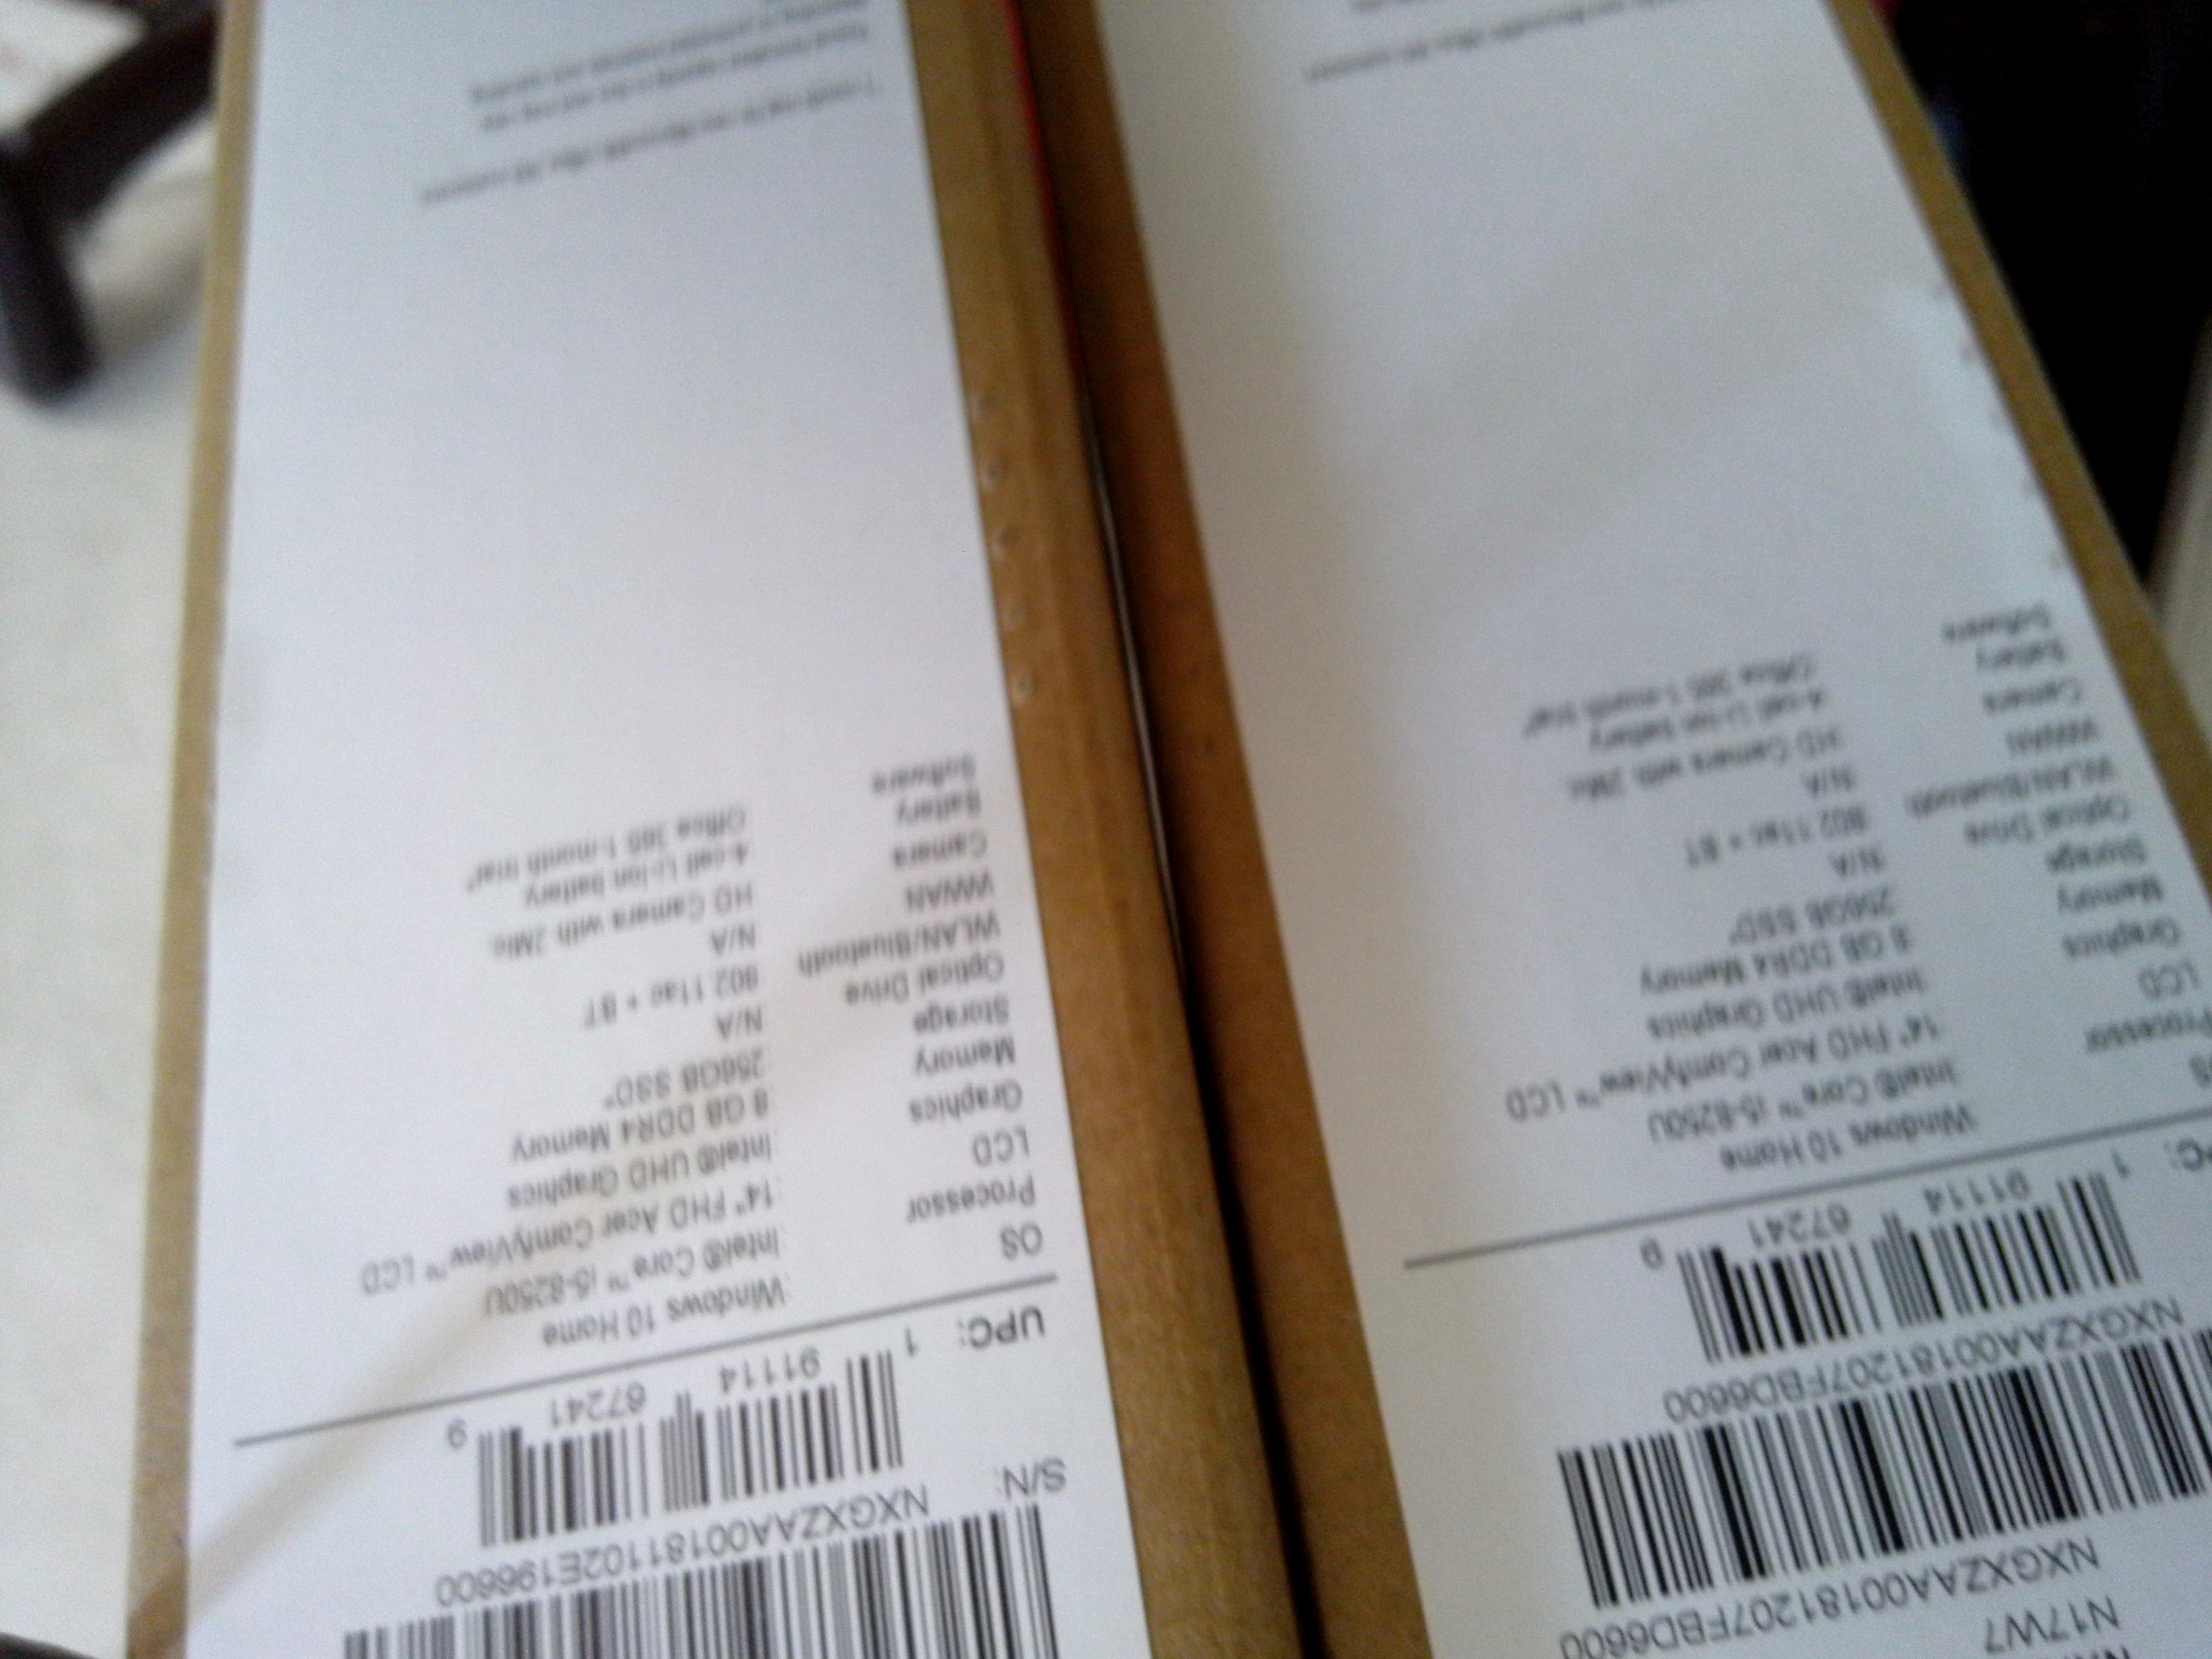 NXGXZAA00181102E196600
S/N:
UPC: 1 91114 67241 9
OS Windows 10 Home
Processor Intel® Core™ i5-8250U
LCD 14" FHD Acer ComfyView™ LCD
Graphics Intel® UHD Graphics
Memory 8 GB DDR4 Memory
Storage 256GB SSD*
Optical Drive N/A
WLAN/Bluetooth 802.11ac + BT
WWAN N/A
Camera HD Camera with 2Mic
Battery 4-cell Li-Ion battery
Software Office 365 1-month trial*
N17W7
NXGXZAA00181207FBD6600
NXGXZAA00181207FBD6600
PC: 1 91114 67241 9
OS Windows 10 Home
Processor Intel® Core™ i5-8250U
LCD 14" FHD Acer ComfyView™ LCD
Graphics Intel® UHD Graphics
Memory 8 GB DDR4 Memory
Storage 256GB SSD*
Optical Drive N/A
WLAN/Bluetooth 802.11ac + BT
WWAN N/A
Camera HD Camera with 2Mic
Battery 4-cell Li-Ion battery
Software Office 365 1-month trial*